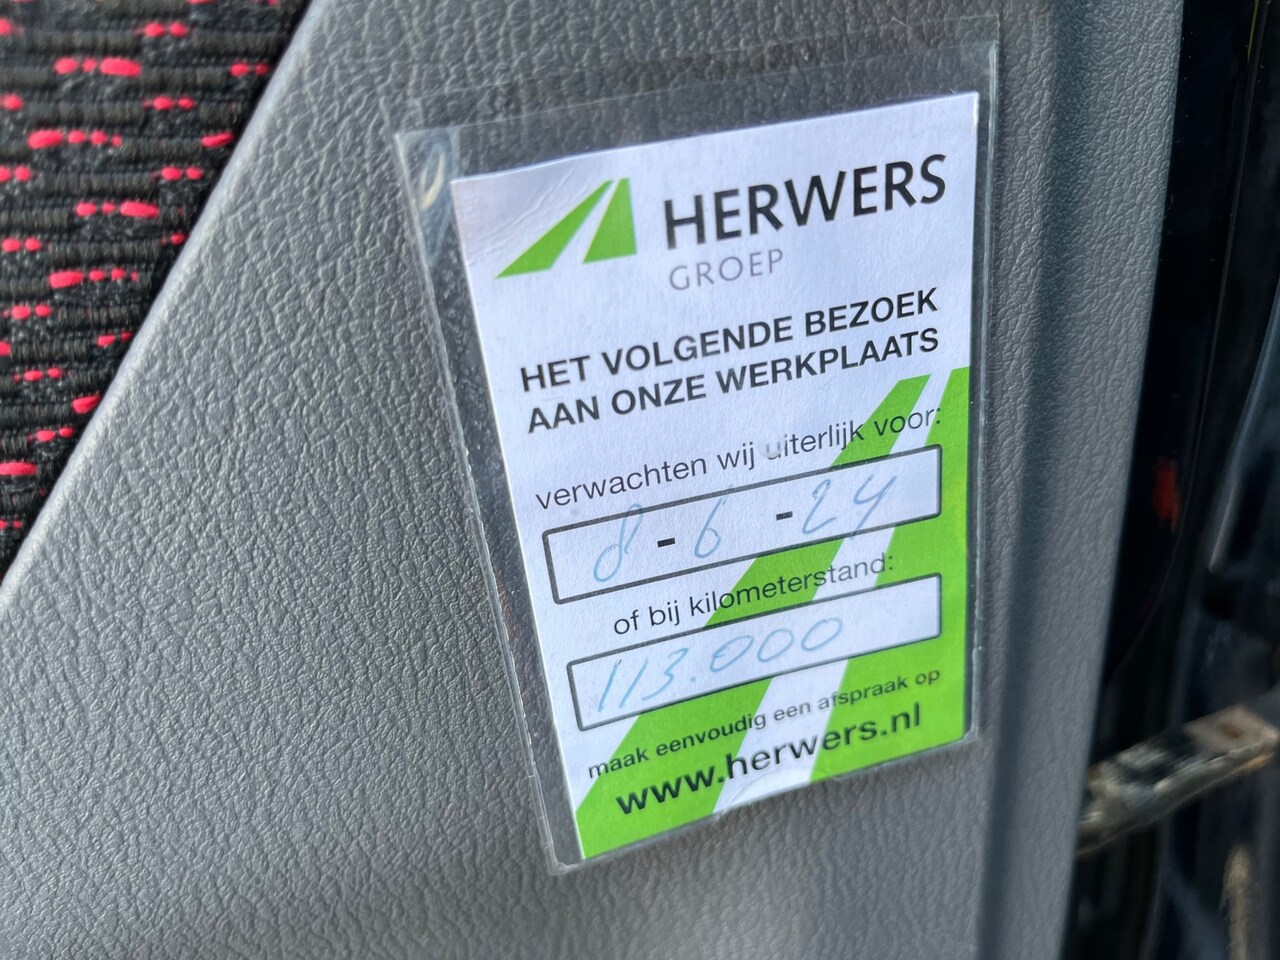 HERWERS
GROEP
HET VOLGENDE BEZOEK
AAN ONZE WERKPLAATS
verwachten wij uiterlijk voor:
8-6-24
of bij kilometerstand:
113.000
maak eenvoudig een afspraak op
www.herwers.nl